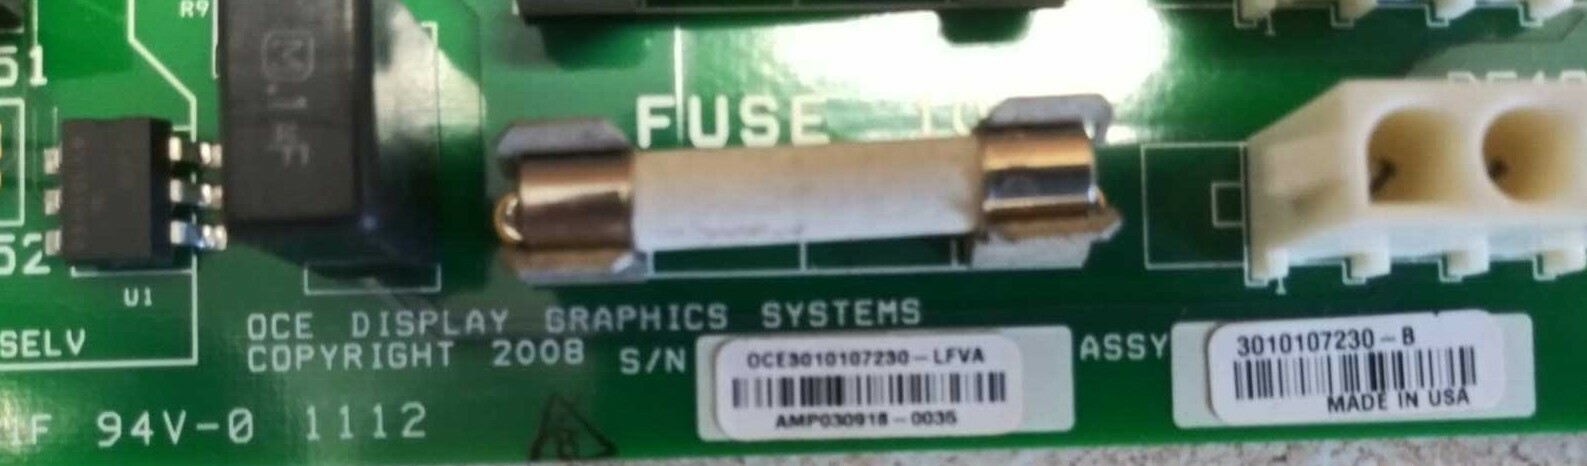 R9
51
M .1 F
FUSE
52
U1
SELV
OCE DISPLAY GRAPHICS SYSTEMS
COPYRIGHT 2008
S/N
OCE3010107230-LFVA
AMP030918-0035
ASSY
3010107230-B
MADE IN USA
94V-0 1112